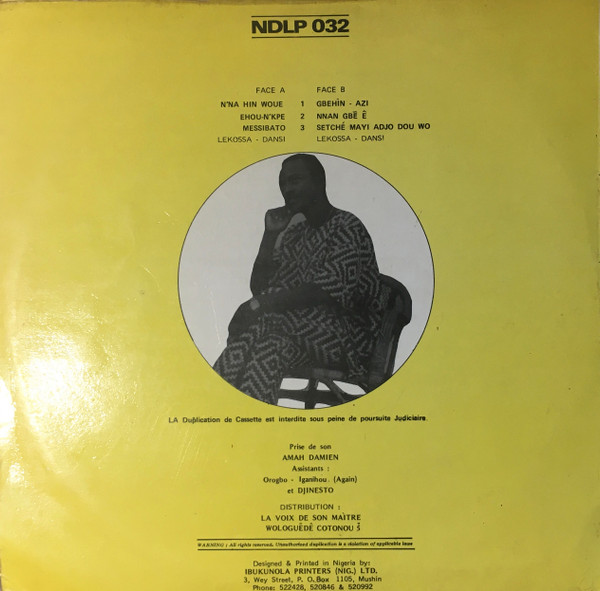 NDLP 032
FACE A FACE B
N'NA HIN WOUE 1 GBEHÌN - AZI
EHOU-N'KPE 2 NNAN GBÊ Ê
MESSIBATO 3 SETCHÉ MAYI ADJO DOU WO
LEKOSSA - DANSI LEKOSSA - DANSI
LA Duplication de Cassette est interdite sous peine de poursuite Judiciaire.
Prise de son
AMAH DAMIEN
Assistants :
Orogbo - Iganihou (Again)
et DJINESTO
DISTRIBUTION :
LA VOIX DE SON MAÎTRE
WOLOGUÊDÊ COTONOU
WARNING : All rights reserved. Unauthorised duplication is a violation of applicable laws
Designed & Printed in Nigeria by:
IBUKUNOLA PRINTERS (NIG.) LTD.
3, Wey Street, P. O. Box 1105, Mushin
Phone: 522428, 520846 & 520992